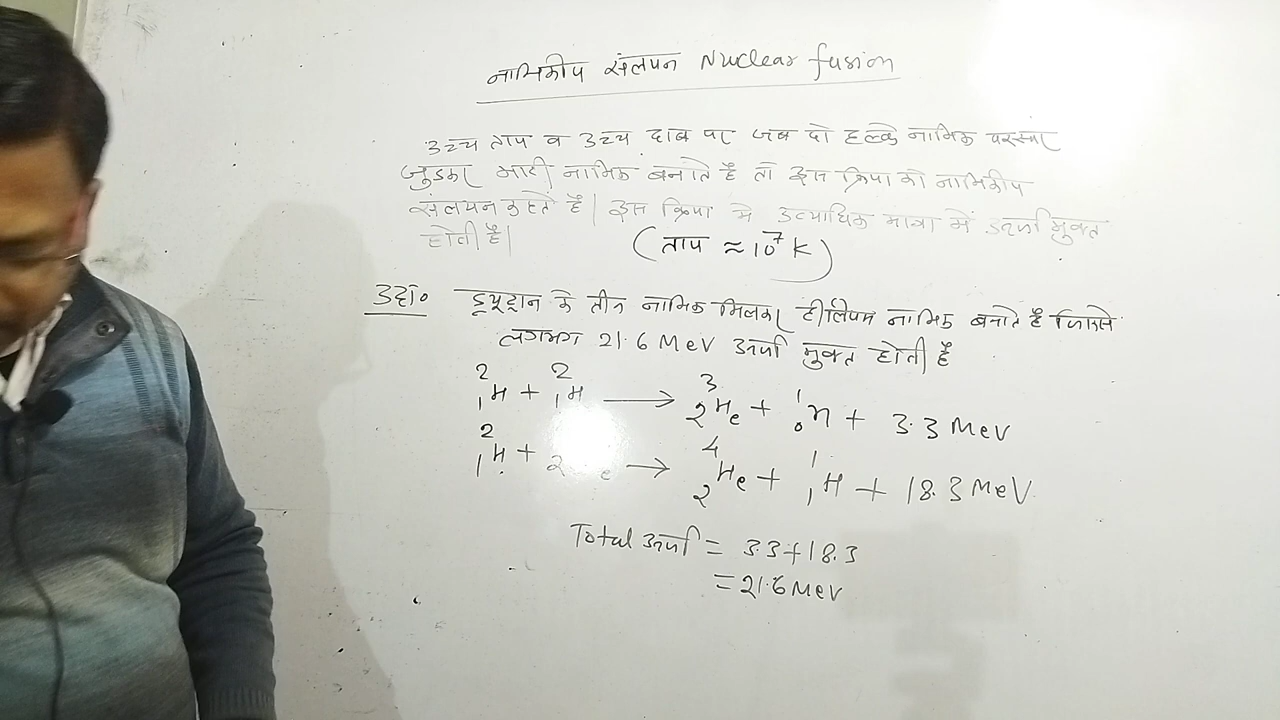 नाभिकीय संलयन Nuclear fusion
उच्च ताप व उच्च दाब पर जब दो हल्के नाभिक परस्पर
जुडकर भारी नाभिक बनाते है तो इस क्रिया को नाभिकीय
संलयन कहते है| इस क्रिया मे अत्याधिक मात्रा में ऊर्जा मुक्त
होती है|
(ताप ≈ 10⁷ K)
उदा० ड्यूट्रान के तीन नाभिक मिलकर हीलियम नाभिक बनाते है जिससे
लगभग 21.6 MeV ऊर्जा मुक्त होती है
²₁H + ²₁H ⟶ ³₂He + ¹₀n + 3.3 MeV
²₁H + ₂ e → ⁴₂He + ¹₁H + 18.3 MeV
Total ऊर्जा = 3.3+18.3
= 21.6 MeV